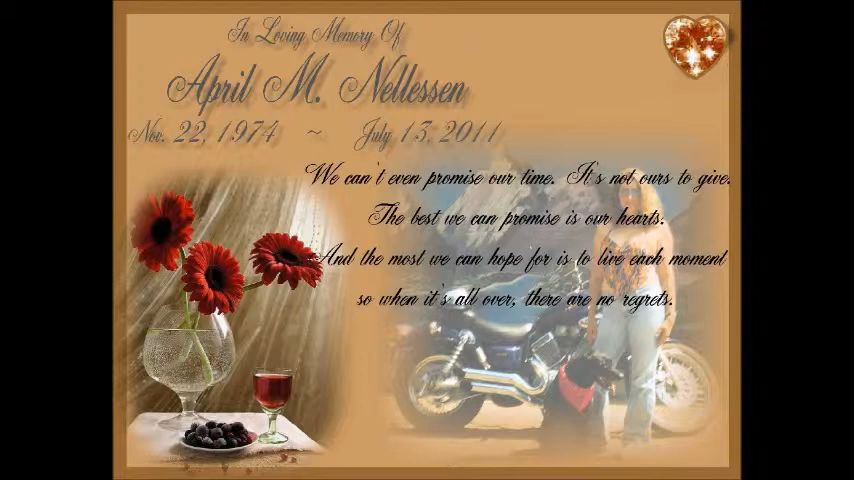 In Loving Memory Of
April M. Nellessen
Nov. 22, 1974 ~ July 13, 2011
We can't even promise our time. It's not ours to give.
The best we can promise is our hearts.
And the most we can hope for is to live each moment
so when it's all over, there are no regrets.